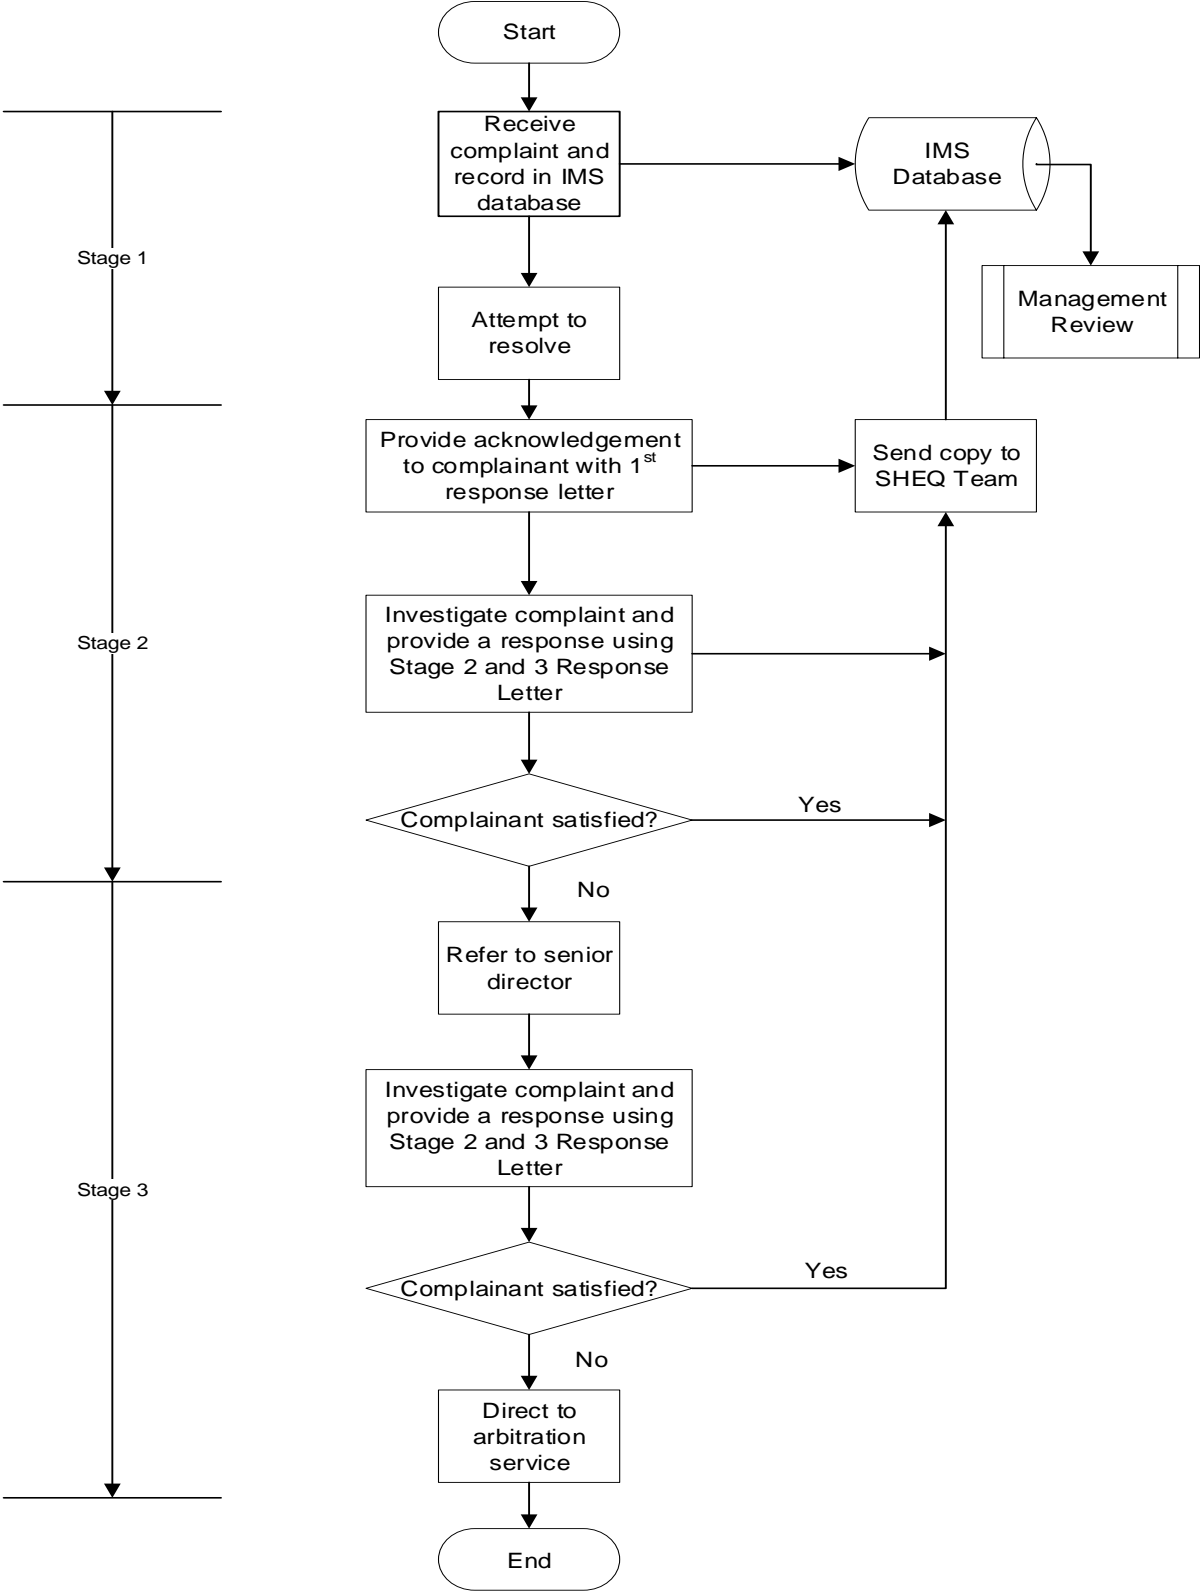 Start
Receive
complaint and
record in IMS
database
IMS
Database
Stage 1
Management
Review
Attempt to
resolve
Provide acknowledgement
to complainant with 1st
response letter
Send copy to
SHEQ Team
Stage 2
Investigate complaint and
provide a response using
Stage 2 and 3 Response
Letter
Complainant satisfied?
Yes
No
Refer to senior
director
Stage 3
Investigate complaint and
provide a response using
Stage 2 and 3 Response
Letter
Complainant satisfied?
Yes
No
Direct to
arbitration
service
End